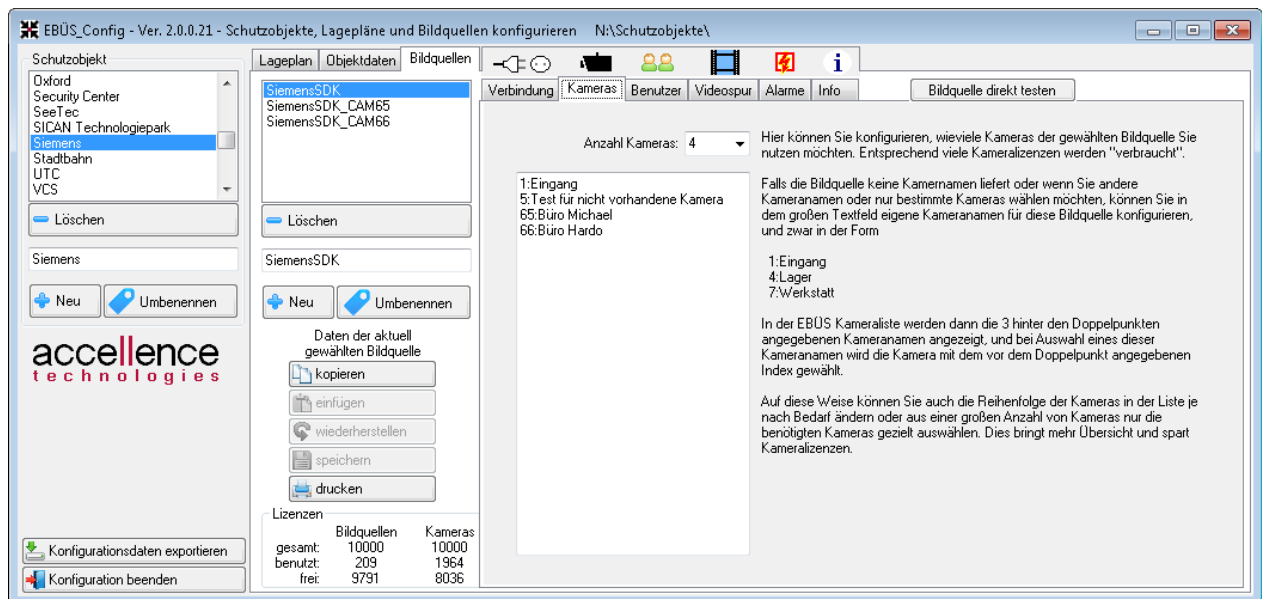 EBÜS_Config - Ver. 2.0.0.21 - Schutzobjekte, Lagepläne und Bildquellen konfigurieren N:\Schutzobjekte\
Schutzobjekt
Oxford
Security Center
SeeTec
SICAN Technologiepark
Siemens
Stadtbahn
UTC
VCS
Löschen
Siemens
Neu
Umbenennen
accellence
technologies
Konfigurationsdaten exportieren
Konfiguration beenden
Lageplan
Objektdaten
Bildquellen
SiemensSDK
SiemensSDK_CAM65
SiemensSDK_CAM66
Löschen
SiemensSDK
Neu
Umbenennen
Daten der aktuell
gewählten Bildquelle
kopieren
einfügen
wiederherstellen
speichern
drucken
Lizenzen
Bildquellen Kameras
gesamt: 10000 10000
benutzt: 209 1964
frei: 9791 8036
Verbindung
Kameras
Benutzer
Videospur
Alarme
Info
Bildquelle direkt testen
Anzahl Kameras: 4
1:Eingang
5:Test für nicht vorhandene Kamera
65:Büro Michael
66:Büro Hardo
Hier können Sie konfigurieren, wieviele Kameras der gewählten Bildquelle Sie
nutzen möchten. Entsprechend viele Kameralizenzen werden "verbraucht".
Falls die Bildquelle keine Kamernamen liefert oder wenn Sie andere
Kameranamen oder nur bestimmte Kameras wählen möchten, können Sie in
dem großen Textfeld eigene Kameranamen für diese Bildquelle konfigurieren,
und zwar in der Form
1:Eingang
4:Lager
7:Werkstatt
In der EBÜS Kameraliste werden dann die 3 hinter den Doppelpunkten
angegebenen Kameranamen angezeigt, und bei Auswahl eines dieser
Kameranamen wird die Kamera mit dem vor dem Doppelpunkt angegebenen
Index gewählt.
Auf diese Weise können Sie auch die Reihenfolge der Kameras in der Liste je
nach Bedarf ändern oder aus einer großen Anzahl von Kameras nur die
benötigten Kameras gezielt auswählen. Dies bringt mehr Übersicht und spart
Kameralizenzen.